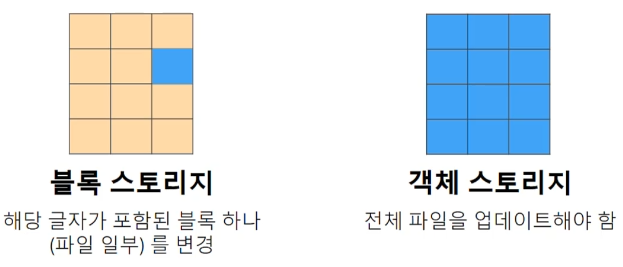 블록 스토리지
해당 글자가 포함된 블록 하나
(파일 일부) 를 변경
객체 스토리지
전체 파일을 업데이트해야 함